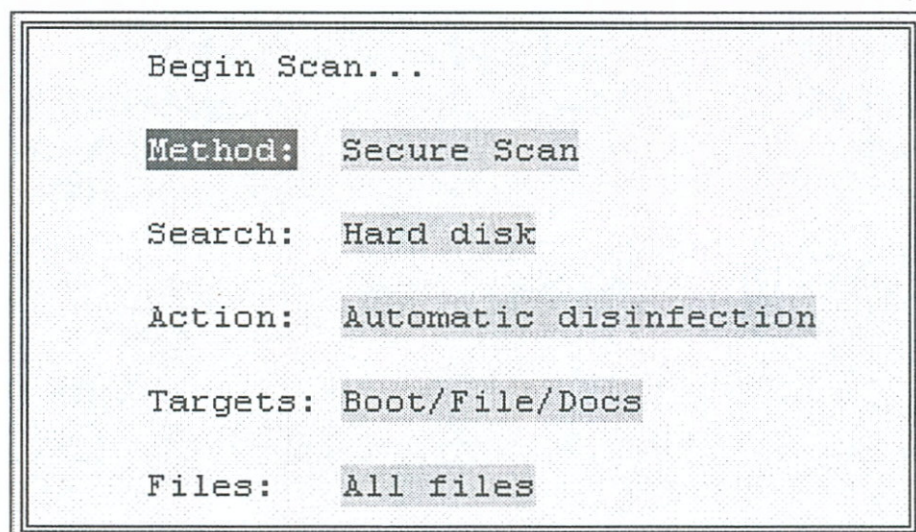 Begin Scan...
Method: Secure Scan
Search: Hard disk
Action: Automatic disinfection
Targets: Boot/File/Docs
Files: All files